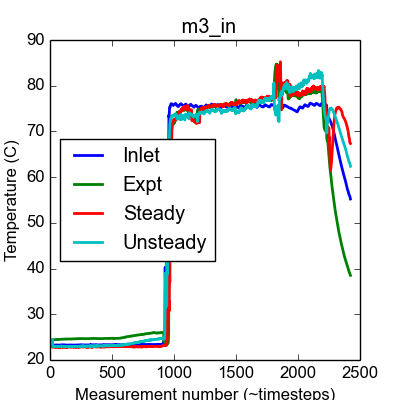 m3_in
90
80
70
60
50
40
30
20
Temperature (C)
Inlet
Expt
Steady
Unsteady
0 500 1000 1500 2000 2500
Measurement number (~timesteps)